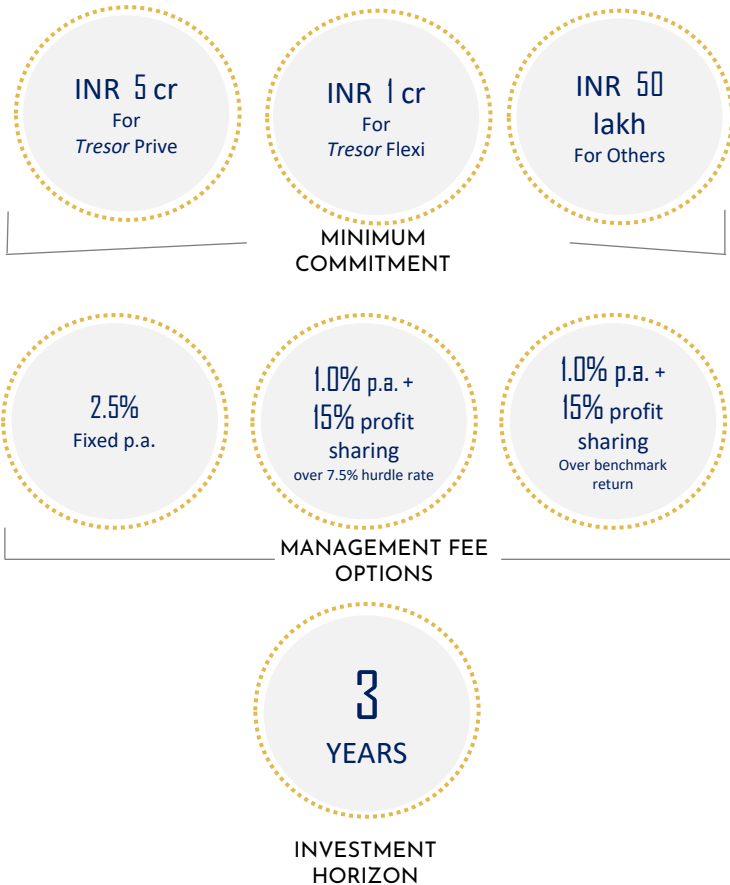 INR 5 cr
For
Tresor Prive
INR 1 cr
For
Tresor Flexi
INR 50
lakh
For Others
MINIMUM
COMMITMENT
2.5%
Fixed p.a.
1.0% p.a. +
15% profit
sharing
over 7.5% hurdle rate
1.0% p.a. +
15% profit
sharing
Over benchmark
return
MANAGEMENT FEE
OPTIONS
3
YEARS
INVESTMENT
HORIZON